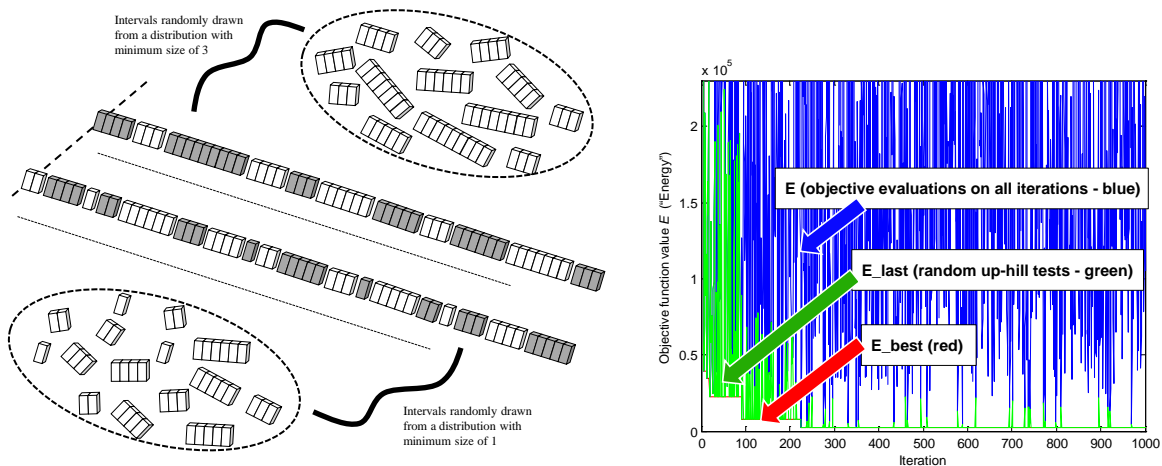 Intervals randomly drawn
from a distribution with
minimum size of 3
Intervals randomly drawn
from a distribution with
minimum size of 1
x 10⁵
2
1.5
1
0.5
0
Objective function value E ("Energy")
E (objective evaluations on all iterations - blue)
E_last (random up-hill tests - green)
E_best (red)
0 100 200 300 400 500 600 700 800 900 1000
Iteration